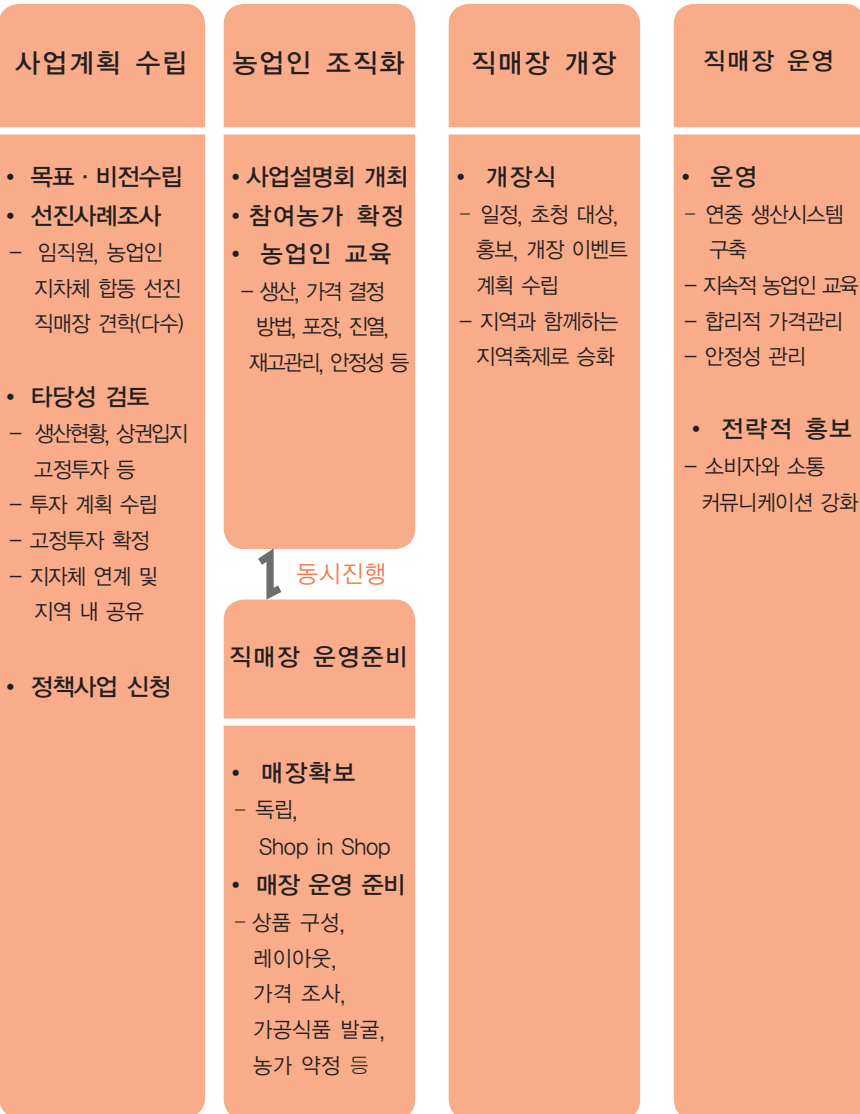 사업계획 수립
• 목표 · 비전수립
• 선진사례조사
– 임직원, 농업인
지차체 합동 선진
직매장 견학(다수)
• 타당성 검토
– 생산현황, 상권입지
고정투자 등
– 투자 계획 수립
– 고정투자 확정
– 지자체 연계 및
지역 내 공유
• 정책사업 신청
농업인 조직화
• 사업설명회 개최
• 참여농가 확정
• 농업인 교육
– 생산, 가격 결정
방법, 포장, 진열,
재고관리, 안정성 등
동시진행
직매장 운영준비
• 매장확보
– 독립,
Shop in Shop
• 매장 운영 준비
– 상품 구성,
레이아웃,
가격 조사,
가공식품 발굴,
농가 약정 등
직매장 개장
• 개장식
– 일정, 초청 대상,
홍보, 개장 이벤트
계획 수립
– 지역과 함께하는
지역축제로 승화
직매장 운영
• 운영
– 연중 생산시스템
구축
– 지속적 농업인 교육
– 합리적 가격관리
– 안정성 관리
• 전략적 홍보
– 소비자와 소통
커뮤니케이션 강화